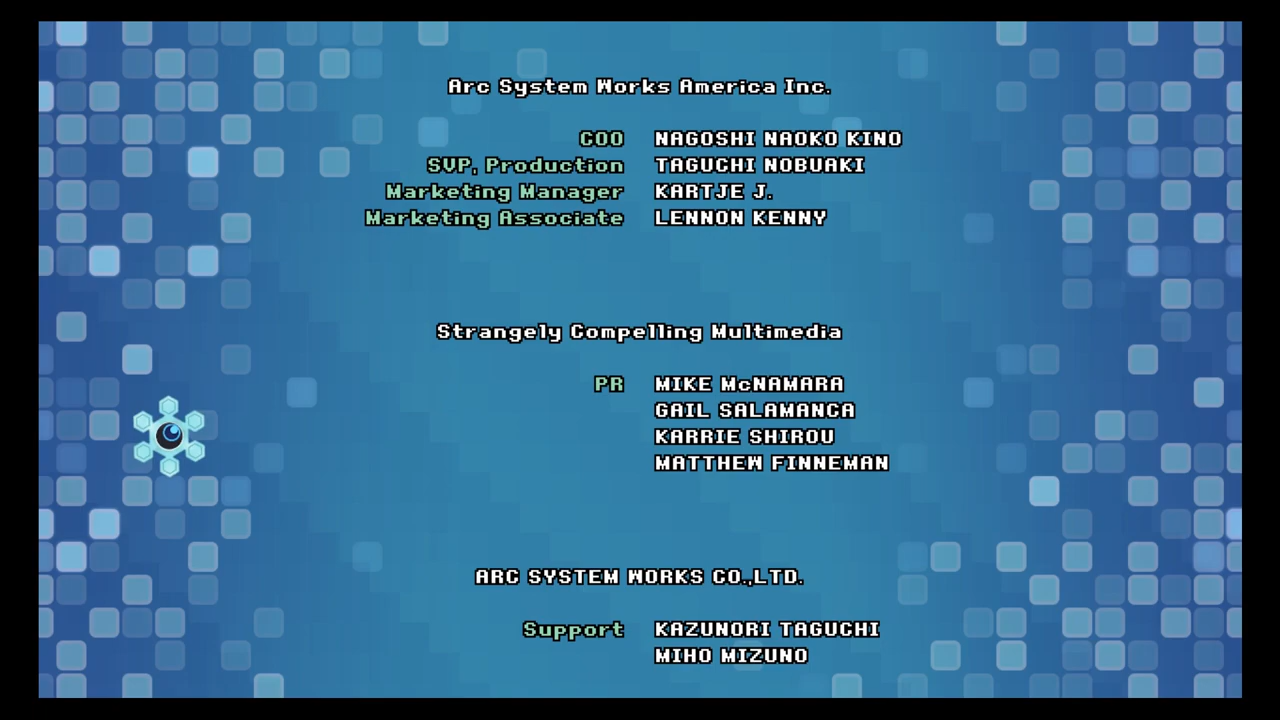 Arc System Works America Inc.
COO NAGOSHI NAOKO KINO
SVP, Production TAGUCHI NOBUAKI
Marketing Manager KARTJE J.
Marketing Associate LENNON KENNY
Strangely Compelling Multimedia
PR MIKE McNAMARA
GAIL SALAMANCA
KARRIE SHIROU
MATTHEW FINNEMAN
ARC SYSTEM WORKS CO.,LTD.
Support KAZUNORI TAGUCHI
MIHO MIZUNO